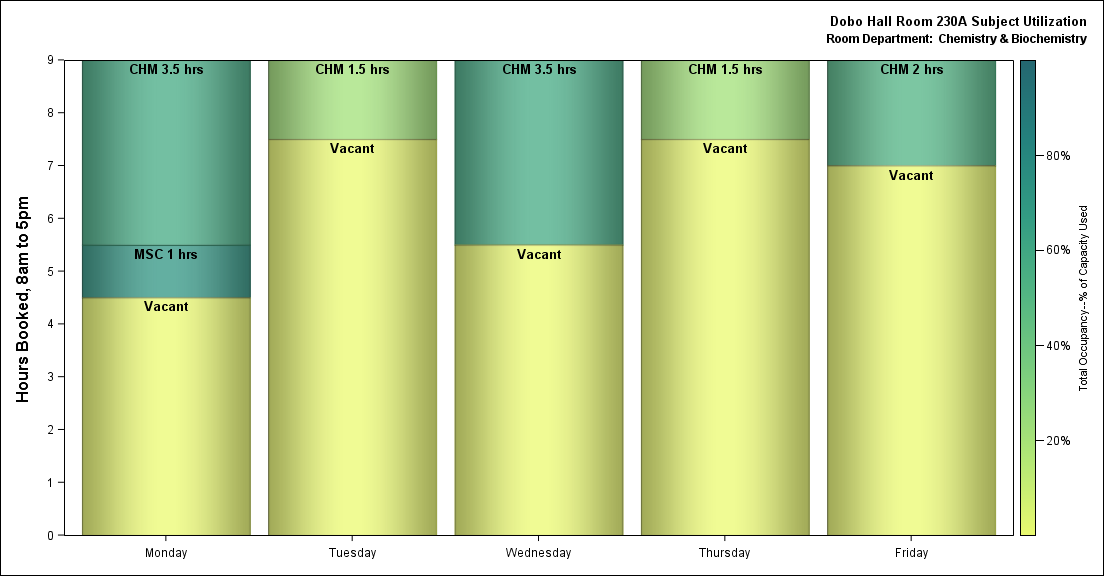 Dobo Hall Room 230A Subject Utilization
Room Department: Chemistry & Biochemistry
Hours Booked, 8am to 5pm
9
8
7
6
5
4
3
2
1
0
CHM 3.5 hrs
MSC 1 hrs
Vacant
CHM 1.5 hrs
Vacant
CHM 3.5 hrs
Vacant
CHM 1.5 hrs
Vacant
CHM 2 hrs
Vacant
Monday
Tuesday
Wednesday
Thursday
Friday
80%
60%
40%
20%
Total Occupancy--% of Capacity Used